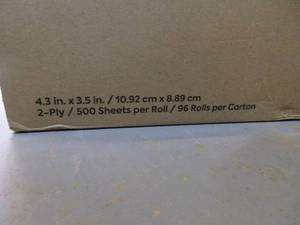 4.3 in. x 3.5 in. / 10.92 cm x 8.89 cm
2-Ply / 500 Sheets per Roll / 96 Rolls per Carton